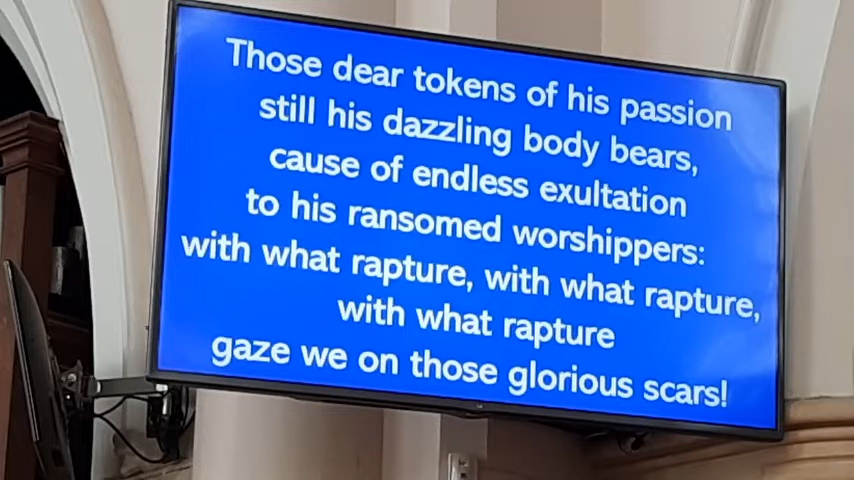 Those dear tokens of his passion
still his dazzling body bears,
cause of endless exultation
to his ransomed worshippers:
with what rapture, with what rapture,
with what rapture
gaze we on those glorious scars!